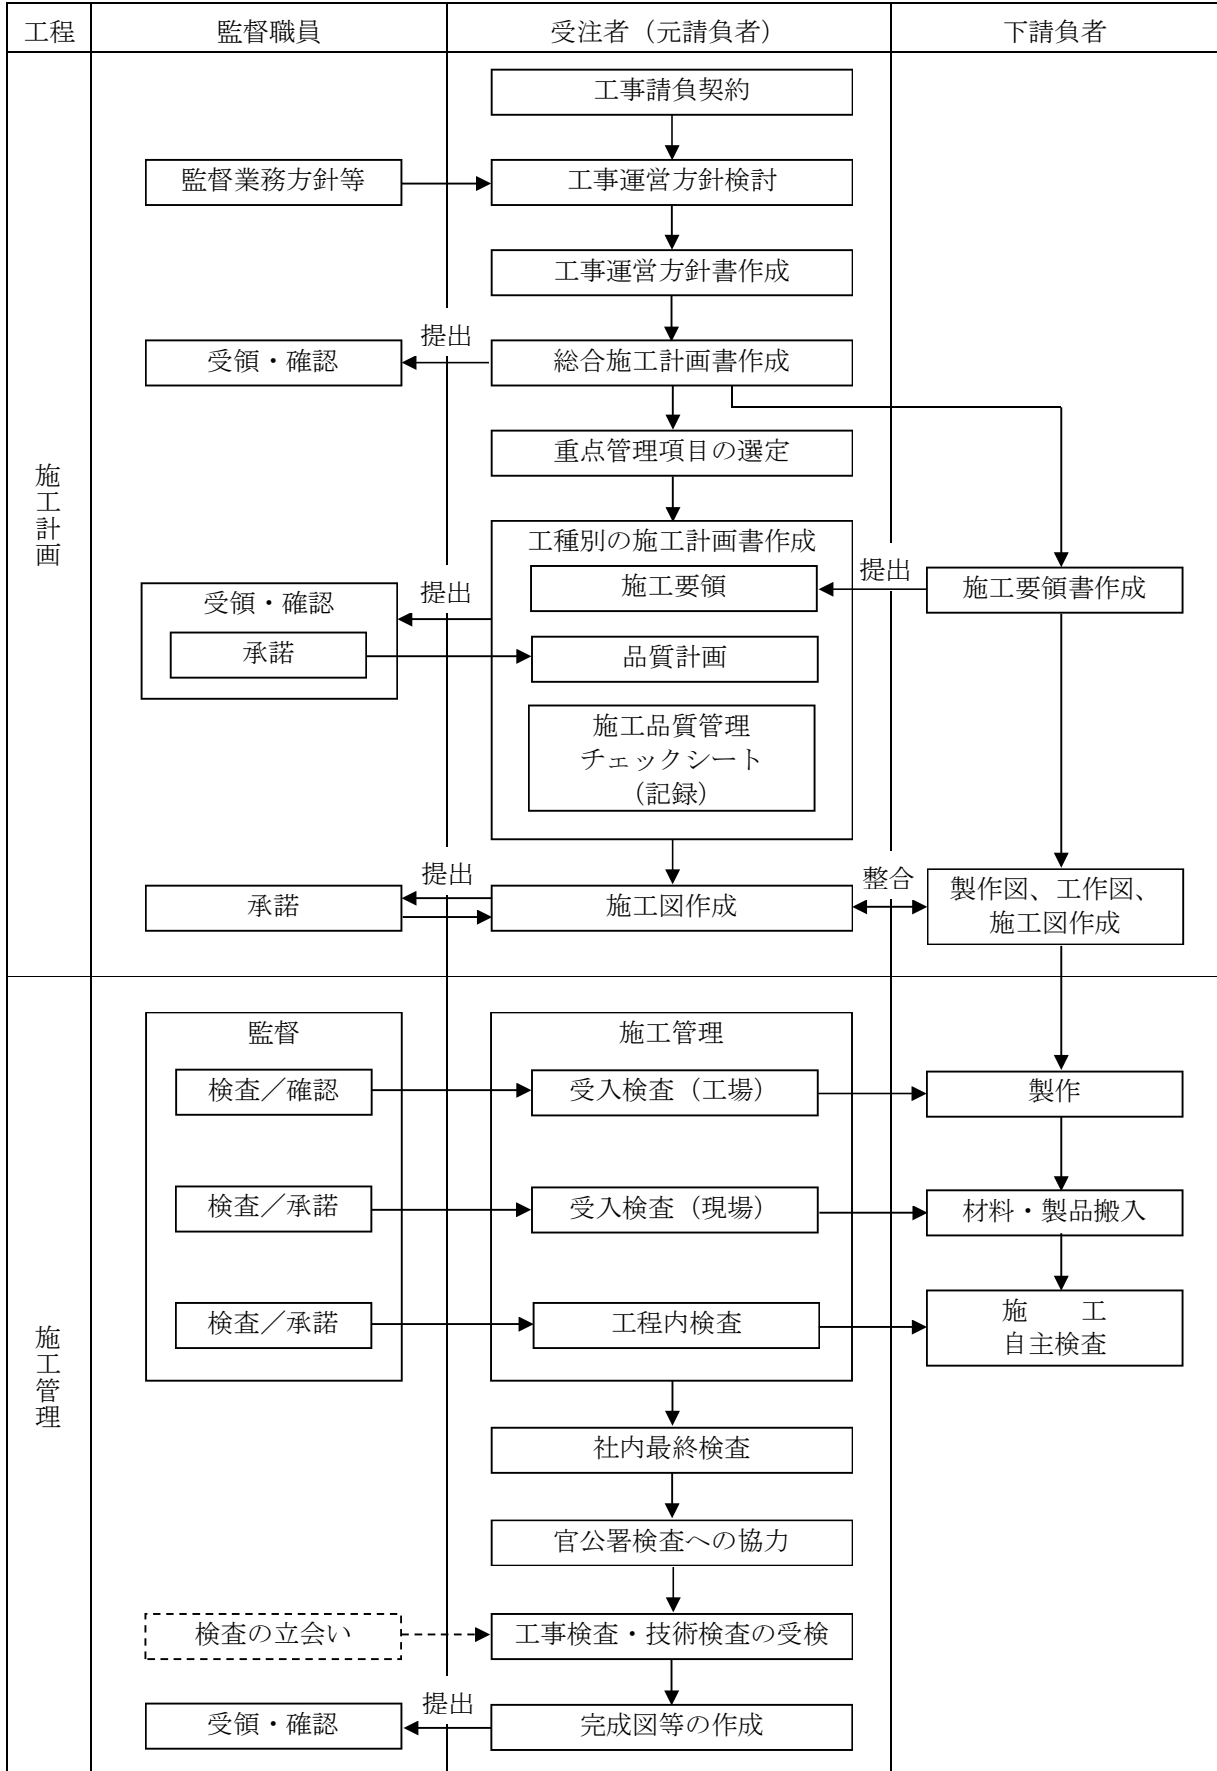 工程
監督職員
受注者（元請負者）
下請負者
施工計画
工事請負契約
監督業務方針等
工事運営方針検討
工事運営方針書作成
提出
受領・確認
総合施工計画書作成
重点管理項目の選定
工種別の施工計画書作成
施工要領
提出
施工要領書作成
提出
受領・確認
承諾
品質計画
施工品質管理
チェックシート
（記録）
提出
承諾
施工図作成
整合
製作図、工作図、
施工図作成
施工管理
監督
施工管理
検査／確認
受入検査（工場）
製作
検査／承諾
受入検査（現場）
材料・製品搬入
検査／承諾
工程内検査
施　　工
自主検査
社内最終検査
官公署検査への協力
検査の立会い
工事検査・技術検査の受検
提出
受領・確認
完成図等の作成